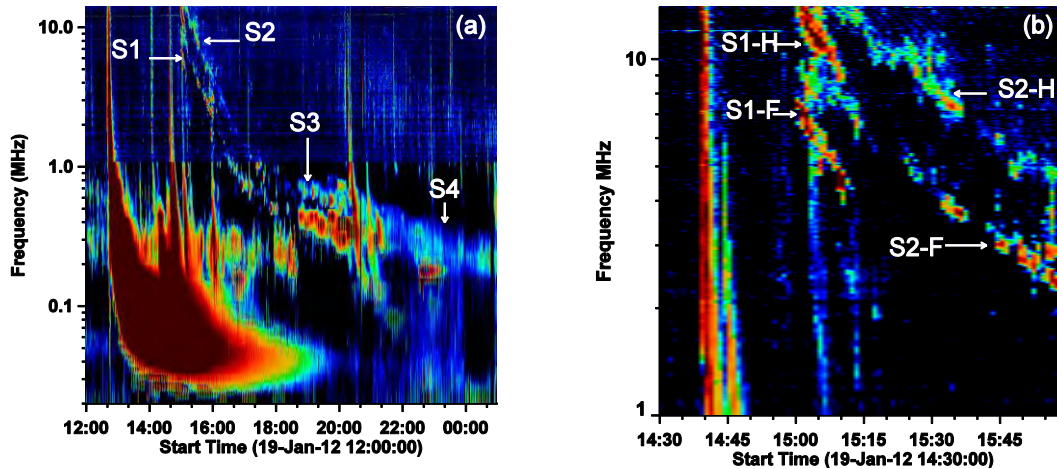 (a)
S1
S2
S3
S4
10.0
1.0
0.1
Frequency (MHz)
12:00 14:00 16:00 18:00 20:00 22:00 00:00
Start Time (19-Jan-12 12:00:00)
(b)
S1-H
S1-F
S2-H
S2-F
10
1
Frequency MHz
14:30 14:45 15:00 15:15 15:30 15:45
Start Time (19-Jan-12 14:30:00)